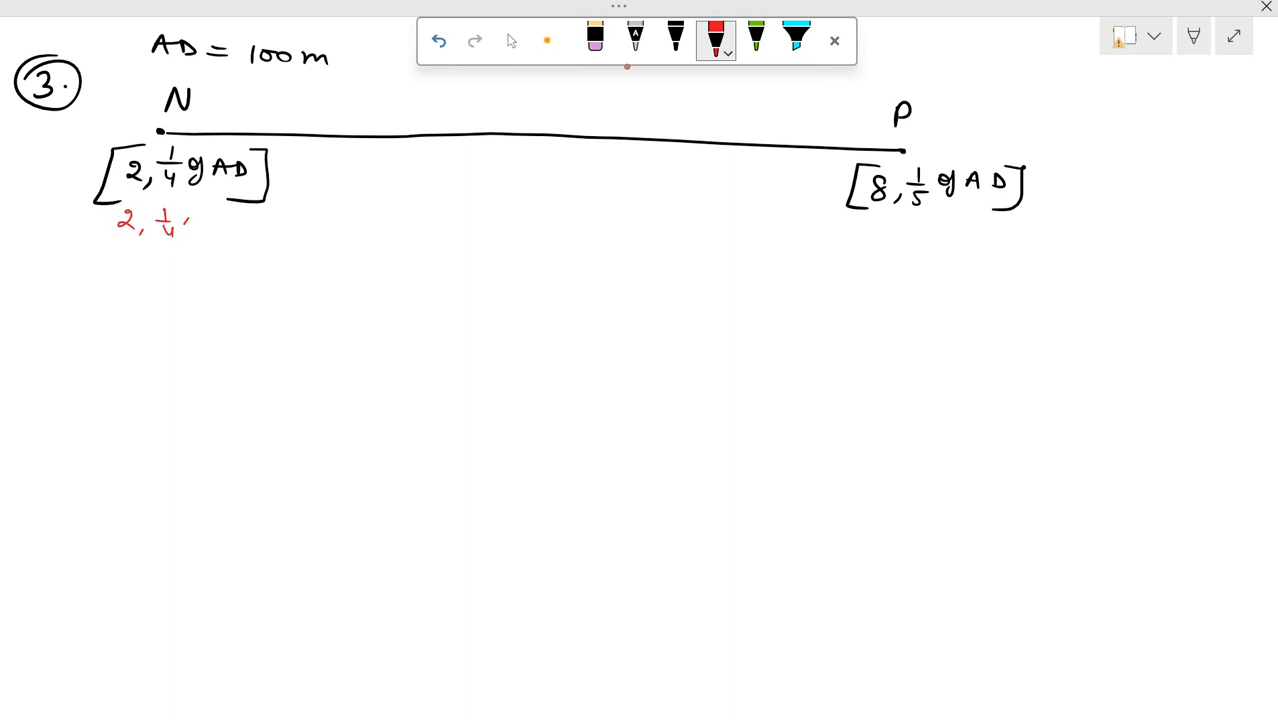 AD = 100 m
3.
N
P
[2, 1/4 of AD]
[8, 1/5 of AD]
2, 1/4